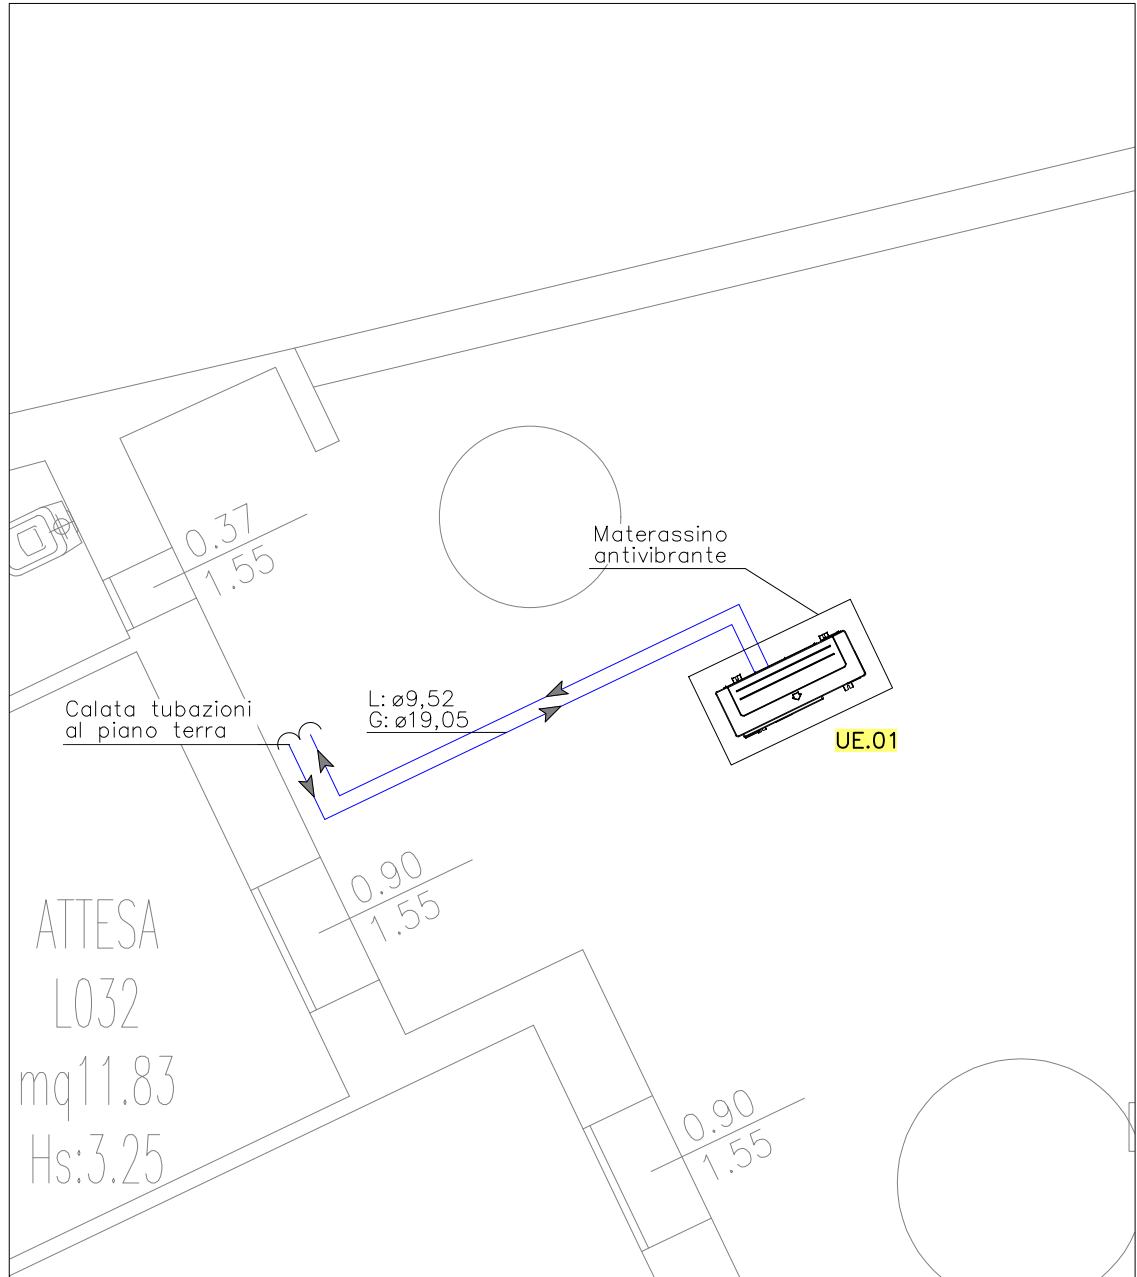 0.37
1.55
Materassino
antivibrante
Calata tubazioni
al piano terra
L: ø9,52
G: ø19,05
UE.01
0.90
1.55
ATTESA
L032
mq11.83
Hs:3.25
0.90
1.55